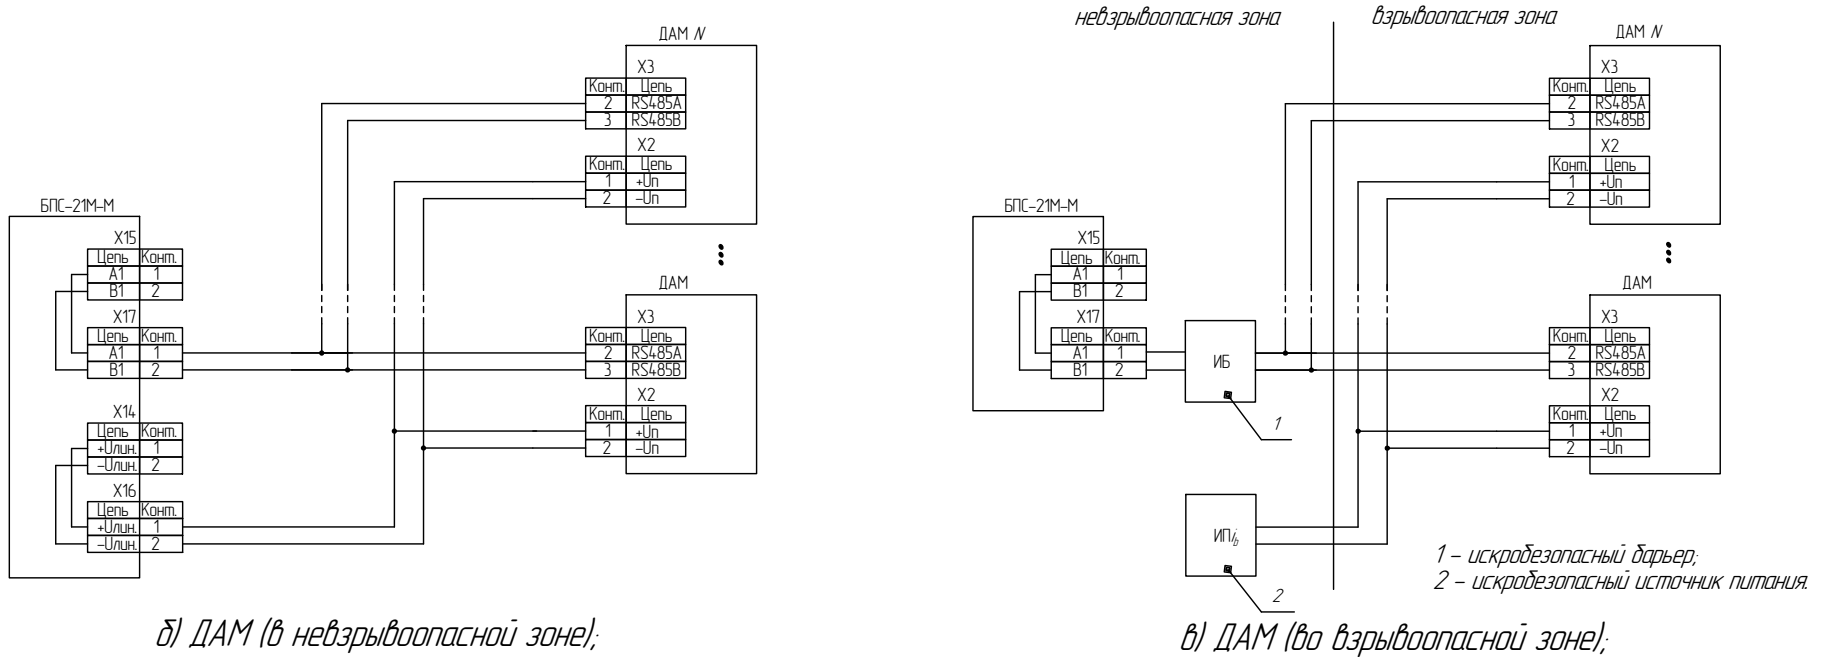 ДАМ N
X3
Конт. Цепь
2 RS485A
3 RS485B
X2
Конт. Цепь
1 +Uп
2 –Uп
БПС–21М–М
X15
Цепь Конт.
A1 1
B1 2
X17
Цепь Конт.
A1 1
B1 2
X14
Цепь Конт.
+Uлин. 1
–Uлин. 2
X16
Цепь Конт.
+Uлин. 1
–Uлин. 2
ДАМ
X3
Конт. Цепь
2 RS485A
3 RS485B
X2
Конт. Цепь
1 +Uп
2 –Uп
б) ДАМ (в невзрывоопасной зоне);
невзрывоопасная зона
взрывоопасная зона
ДАМ N
X3
Конт. Цепь
2 RS485A
3 RS485B
X2
Конт. Цепь
1 +Uп
2 –Uп
БПС–21М–М
X15
Цепь Конт.
A1 1
B1 2
X17
Цепь Конт.
A1 1
B1 2
ИБ
1
ИПib
2
ДАМ
X3
Конт. Цепь
2 RS485A
3 RS485B
X2
Конт. Цепь
1 +Uп
2 –Uп
1 – искробезопасный барьер;
2 – искробезопасный источник питания.
в) ДАМ (во взрывоопасной зоне);